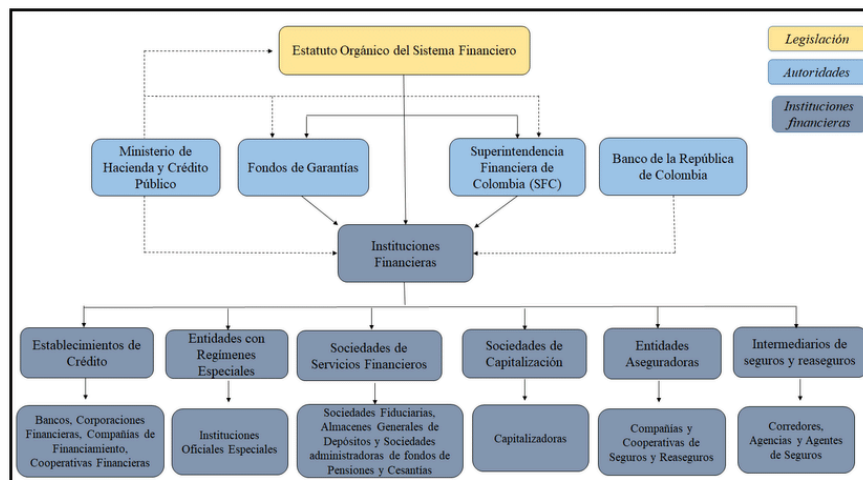 Estatuto Orgánico del Sistema Financiero
Legislación
Autoridades
Instituciones
financieras
Ministerio de
Hacienda y Crédito
Público
Fondos de Garantías
Superintendencia
Financiera de
Colombia (SFC)
Banco de la República
de Colombia
Instituciones
Financieras
Establecimientos de
Crédito
Entidades con
Regímenes
Especiales
Sociedades de
Servicios Financieros
Sociedades de
Capitalización
Entidades
Aseguradoras
Intermediarios de
seguros y reaseguros
Bancos, Corporaciones
Financieras, Compañías de
Financiamiento,
Cooperativas Financieras
Instituciones
Oficiales Especiales
Sociedades Fiduciarias,
Almacenes Generales de
Depósitos y Sociedades
administradoras de fondos de
Pensiones y Cesantías
Capitalizadoras
Compañías y
Cooperativas de
Seguros y Reaseguros
Corredores,
Agencias y Agentes
de Seguros